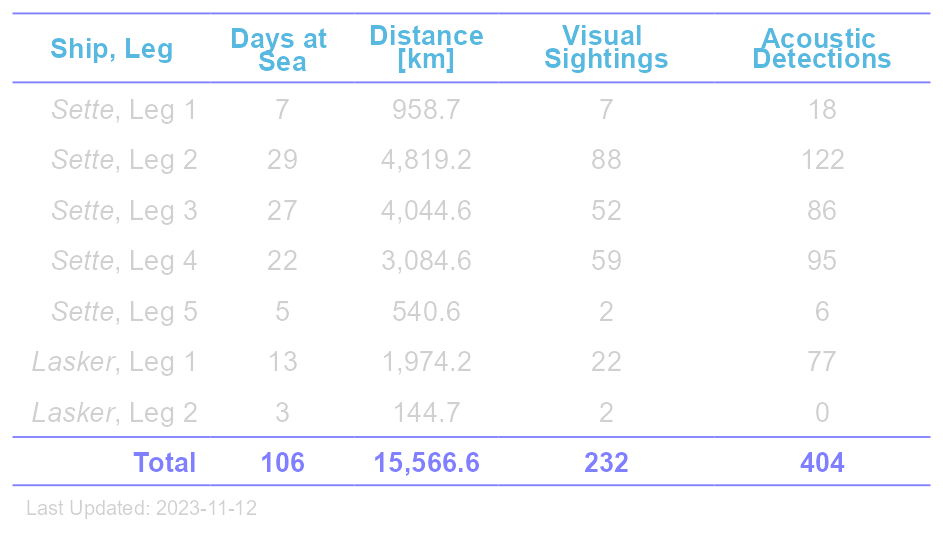 Ship, Leg Days at Sea Distance [km] Visual Sightings Acoustic Detections
Sette, Leg 1 7 958.7 7 18
Sette, Leg 2 29 4,819.2 88 122
Sette, Leg 3 27 4,044.6 52 86
Sette, Leg 4 22 3,084.6 59 95
Sette, Leg 5 5 540.6 2 6
Lasker, Leg 1 13 1,974.2 22 77
Lasker, Leg 2 3 144.7 2 0
Total 106 15,566.6 232 404
Last Updated: 2023-11-12